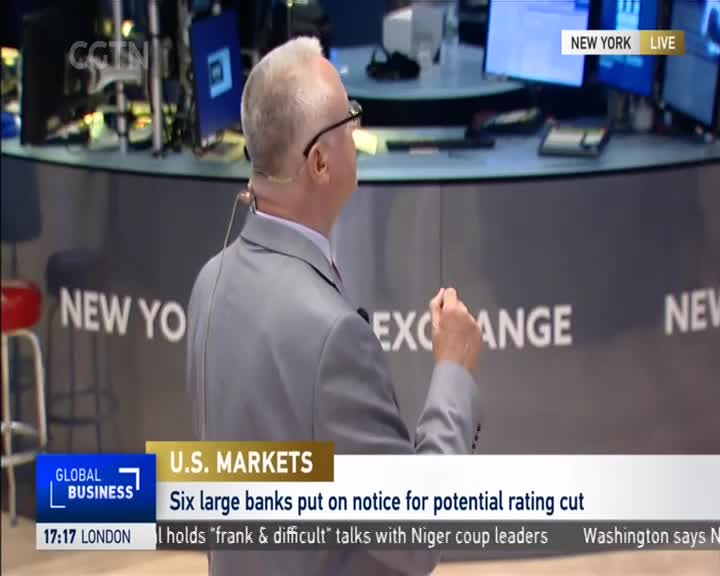 CGTN
NEW YORK LIVE
NEW YO EXCHANGE NEW
U.S. MARKETS
GLOBAL
BUSINESS
Six large banks put on notice for potential rating cut
17:17 LONDON
l holds "frank & difficult" talks with Niger coup leaders Washington says N